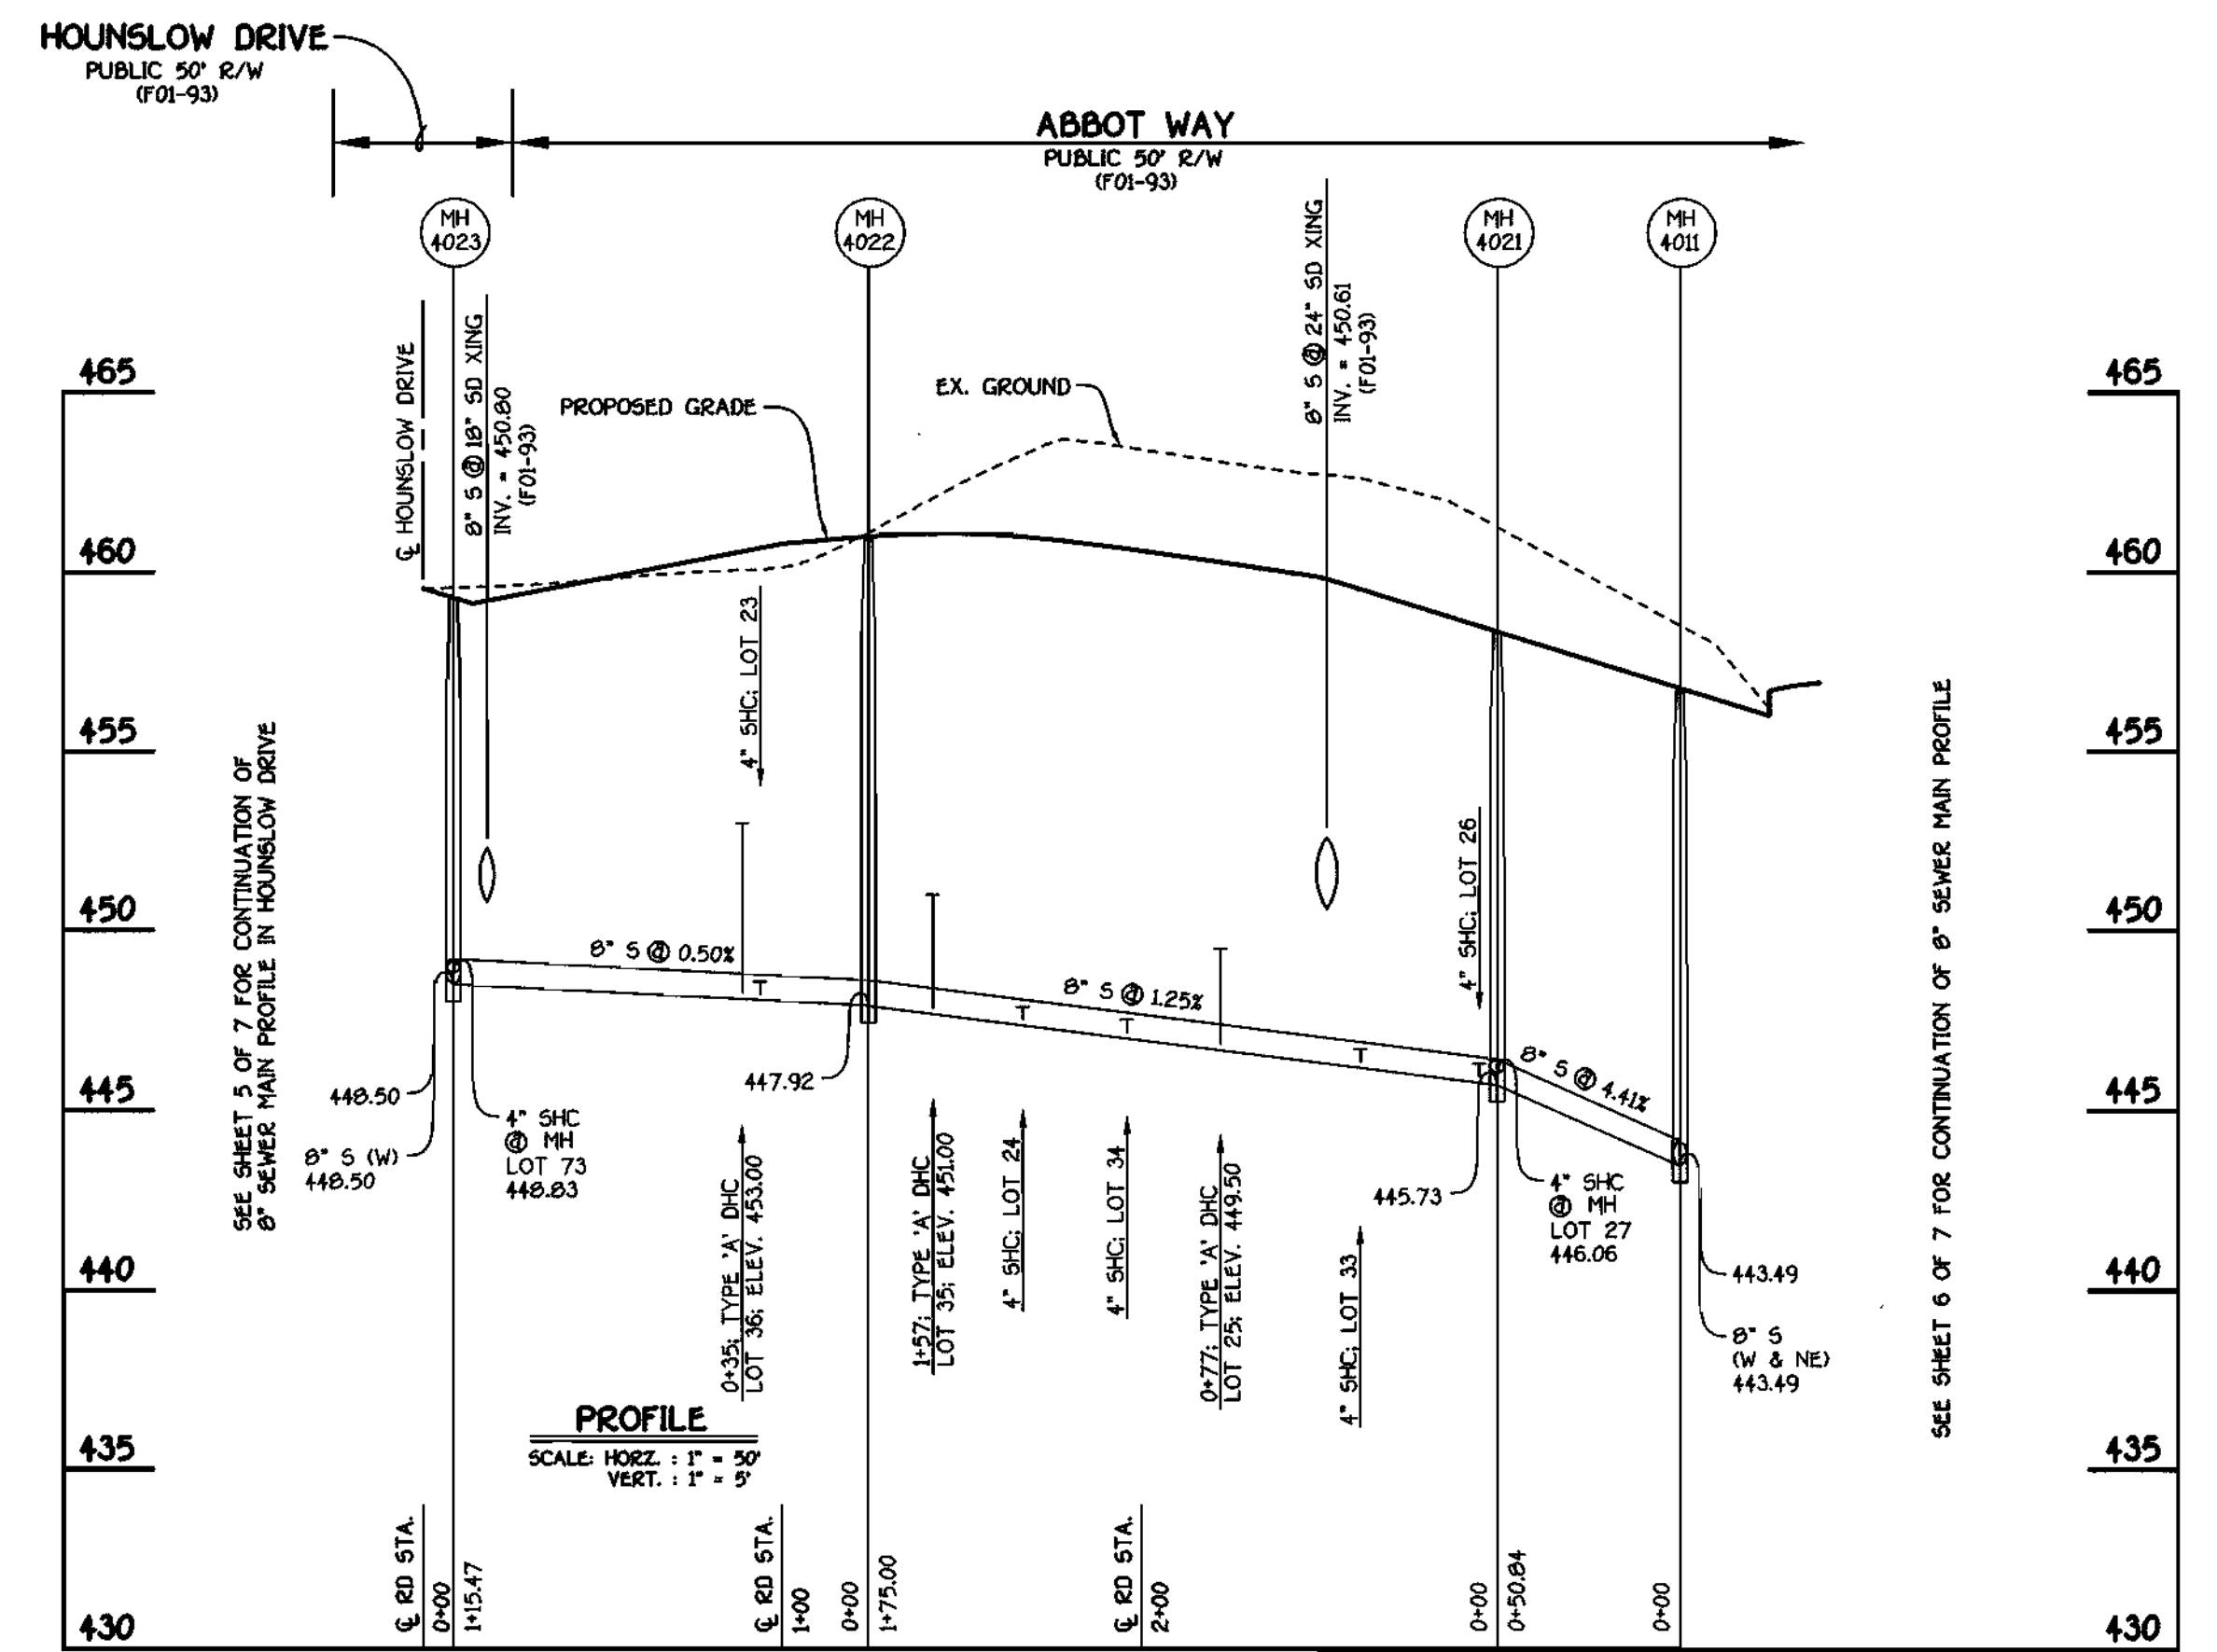 HOUNSLOW DRIVE
PUBLIC 50' R/W
(F01-93)
ABBOT WAY
PUBLIC 50' R/W
(F01-93)
MH
4023
MH
4022
MH
4021
MH
4011
℄ HOUNSLOW DRIVE
8" S @ 18" SD XING
INV. = 450.80
(F01-93)
8" S @ 24" SD XING
INV. = 450.61
(F01-93)
PROPOSED GRADE
EX. GROUND
465
460
455
450
445
440
435
430
465
460
455
450
445
440
435
430
SEE SHEET 5 OF 7 FOR CONTINUATION OF
8" SEWER MAIN PROFILE IN HOUNSLOW DRIVE
SEE SHEET 6 OF 7 FOR CONTINUATION OF 8" SEWER MAIN PROFILE
4" SHC; LOT 23
4" SHC; LOT 26
8" S @ 0.50%
8" S @ 1.25%
8" S @ 4.41%
448.50
8" S (W)
448.50
4" SHC
@ MH
LOT 73
448.83
447.92
445.73
4" SHC
@ MH
LOT 27
446.06
443.49
8" S
(W & NE)
443.49
0+35; TYPE 'A' DHC
LOT 36; ELEV. 453.00
1+57; TYPE 'A' DHC
LOT 35; ELEV. 451.00
4" SHC; LOT 24
4" SHC; LOT 34
0+77; TYPE 'A' DHC
LOT 25; ELEV. 449.50
4" SHC; LOT 33
PROFILE
SCALE: HORZ. : 1" = 50'
VERT. : 1" = 5'
℄ RD STA.
0+00
1+15.47
℄ RD STA.
1+00
0+00
1+75.00
℄ RD STA.
2+00
0+00
0+50.84
0+00